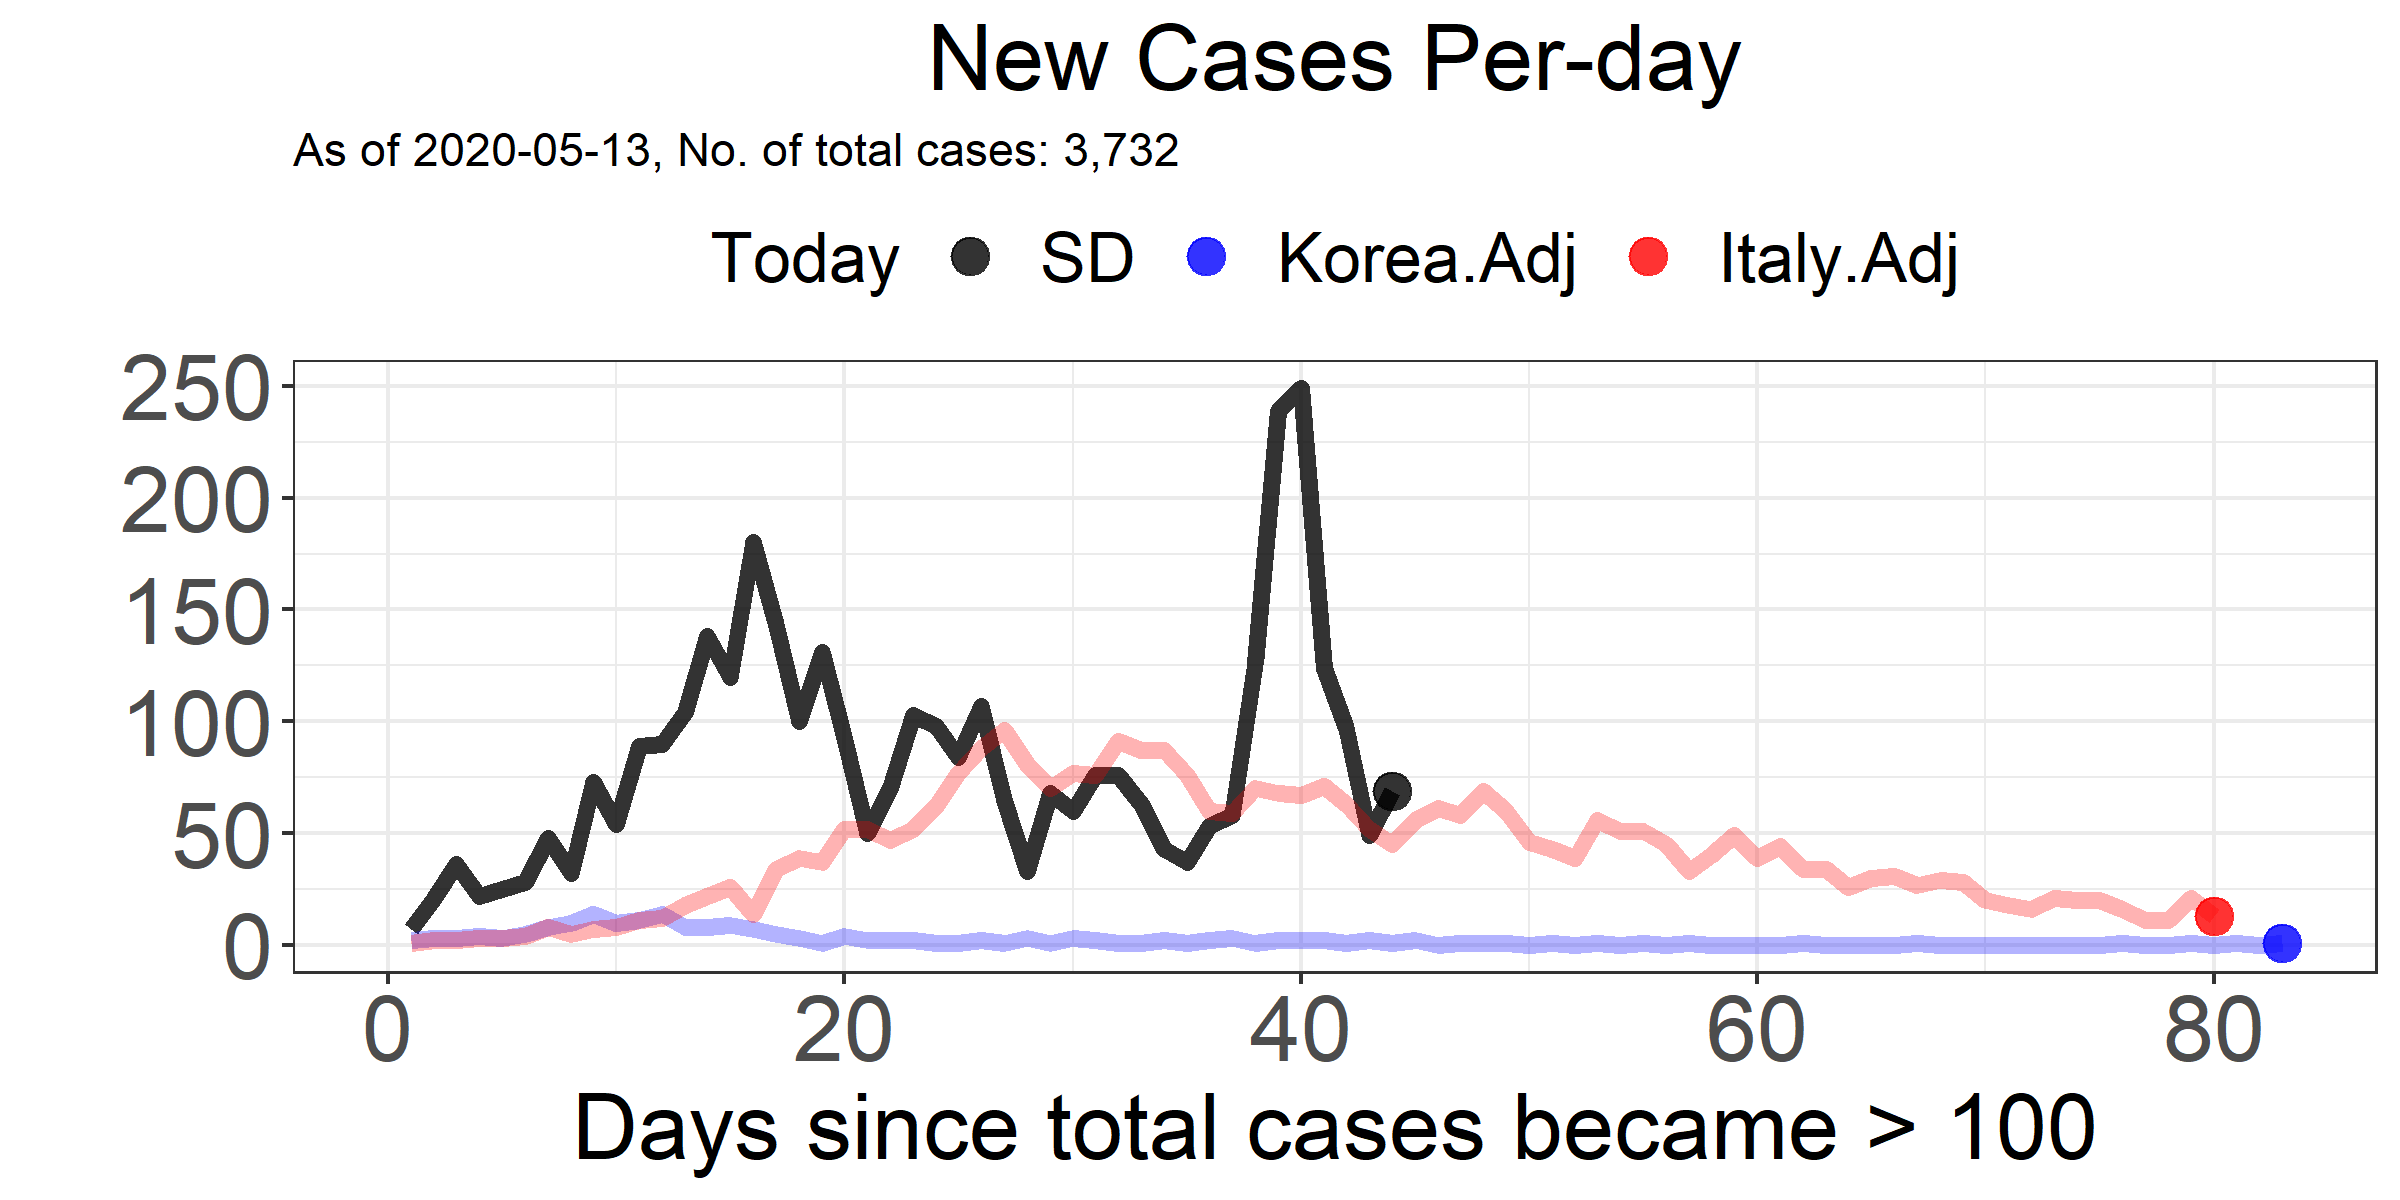 New Cases Per-day
As of 2020-05-13, No. of total cases: 3,732
Today SD Korea.Adj Italy.Adj
250
200
150
100
50
0
0 20 40 60 80
Days since total cases became > 100